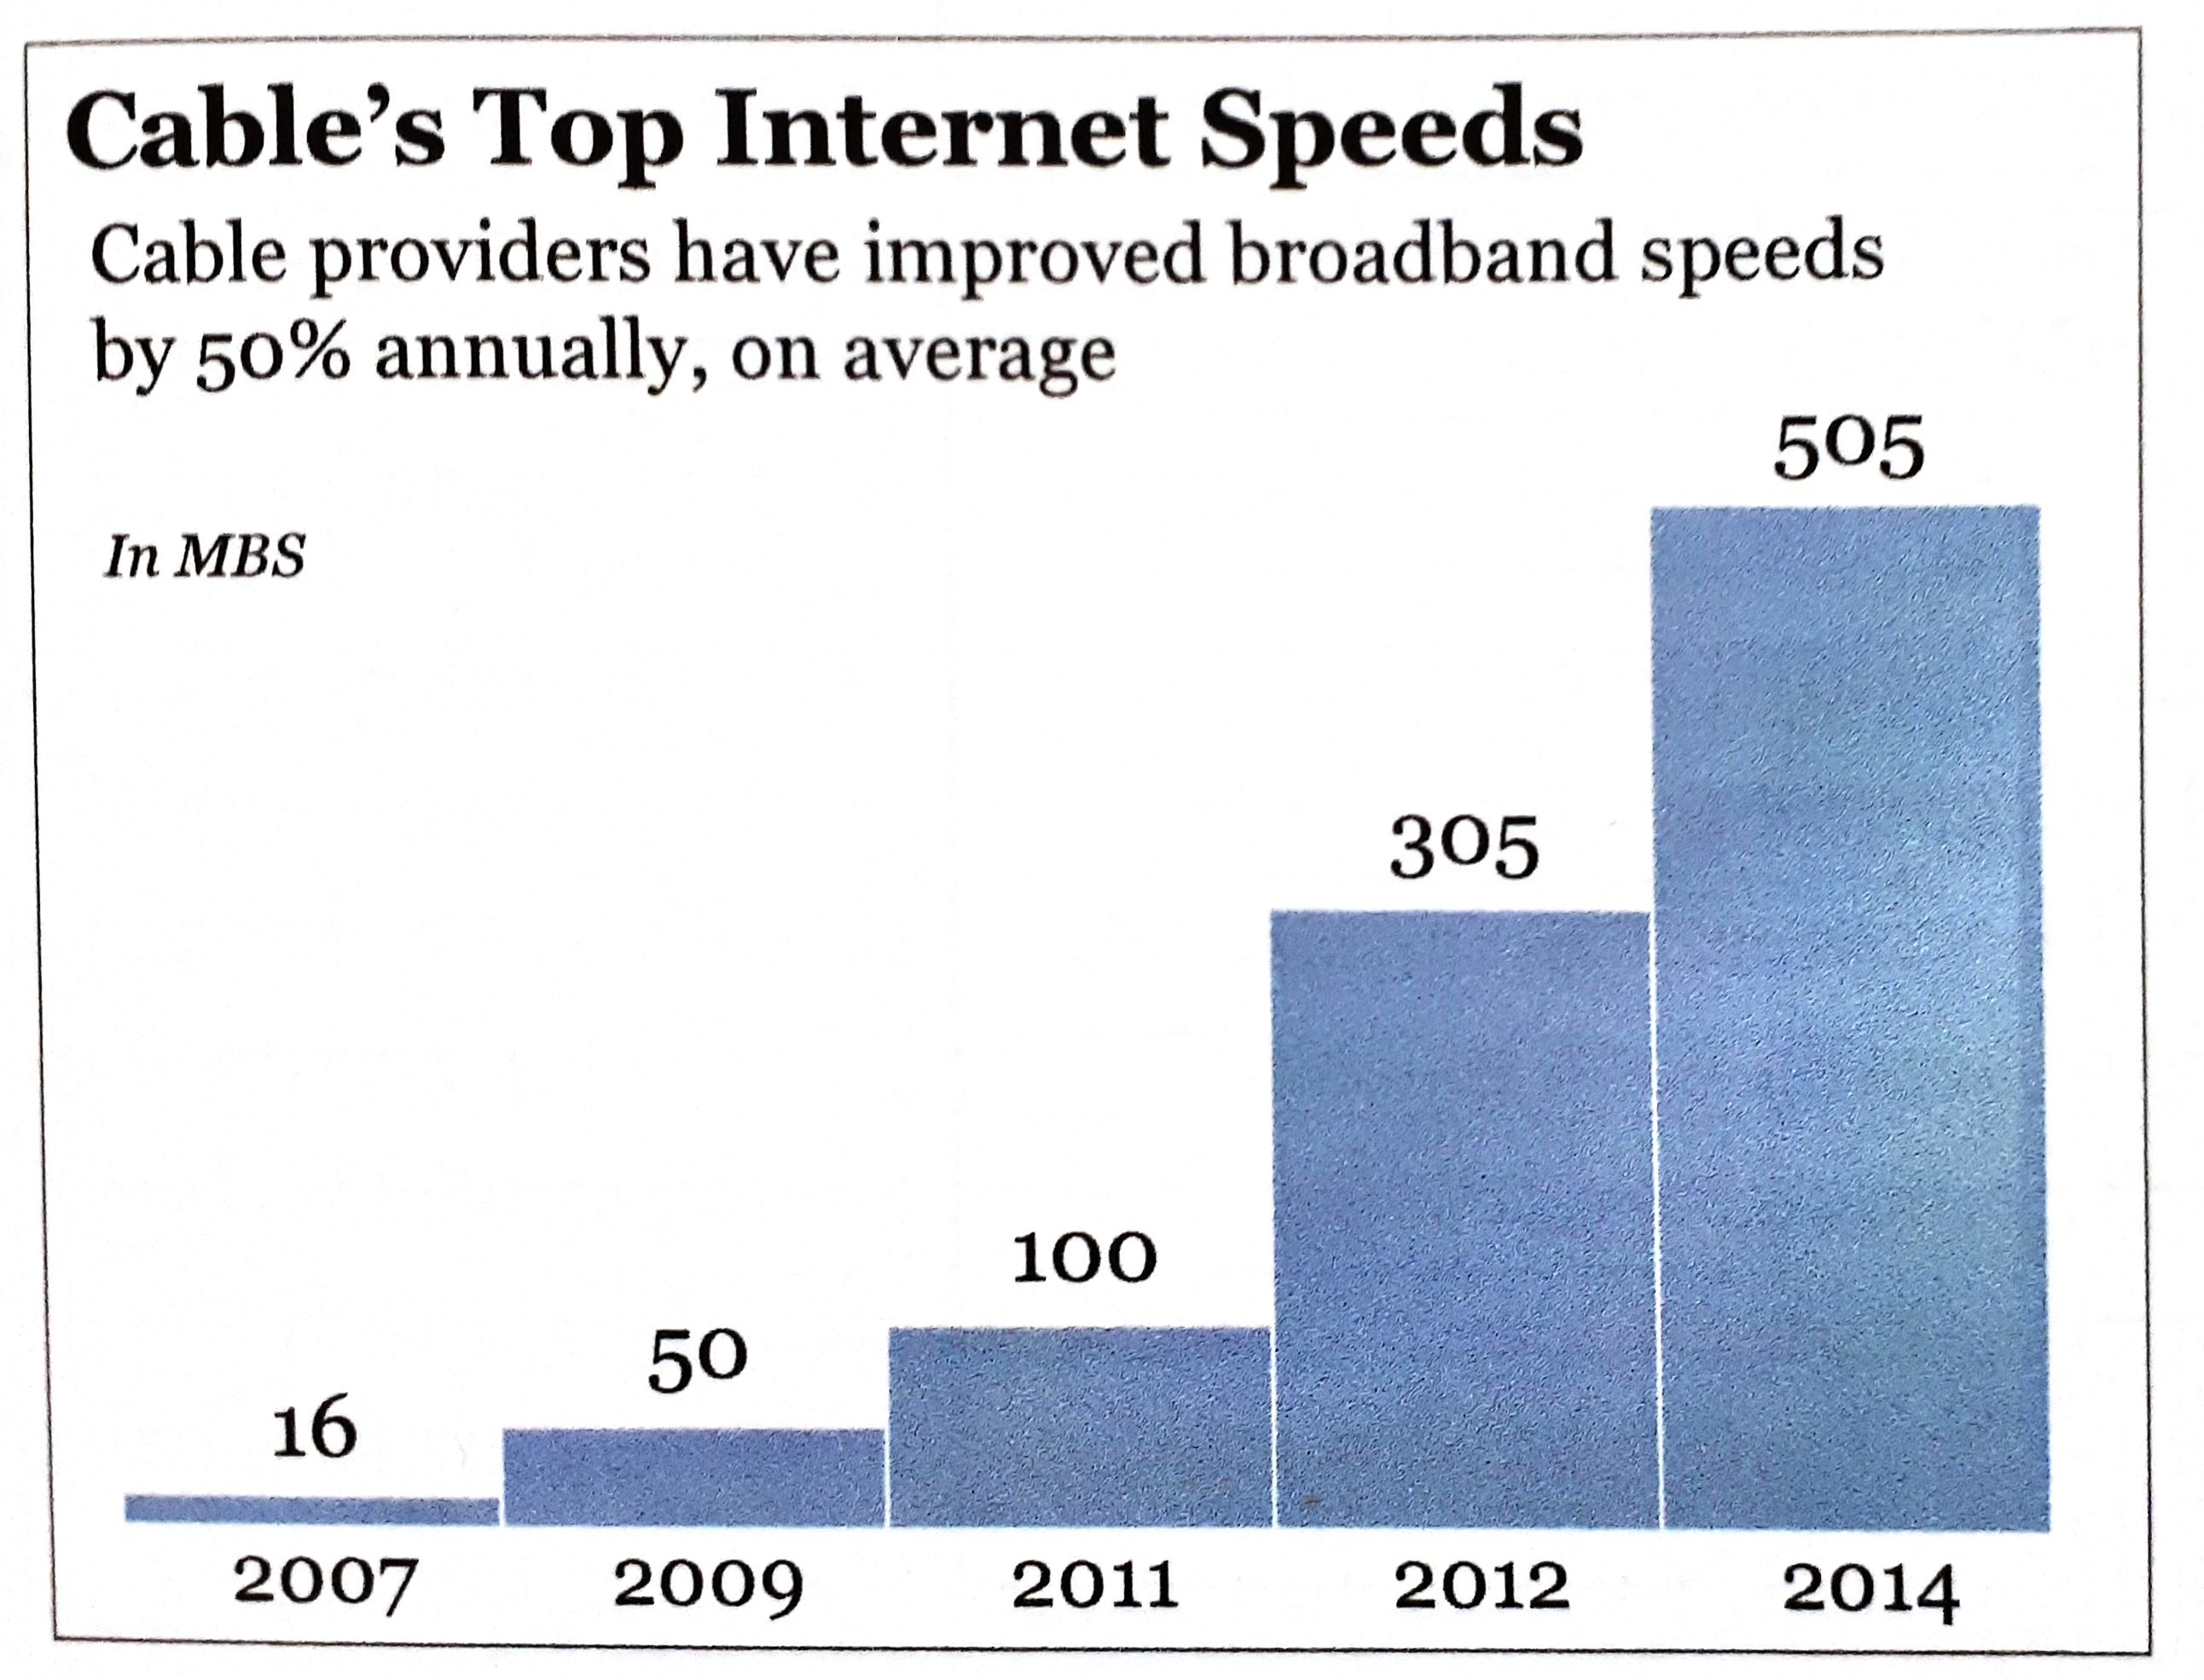 Cable's Top Internet Speeds
Cable providers have improved broadband speeds
by 50% annually, on average
In MBS
505
305
100
50
16
2007 2009 2011 2012 2014